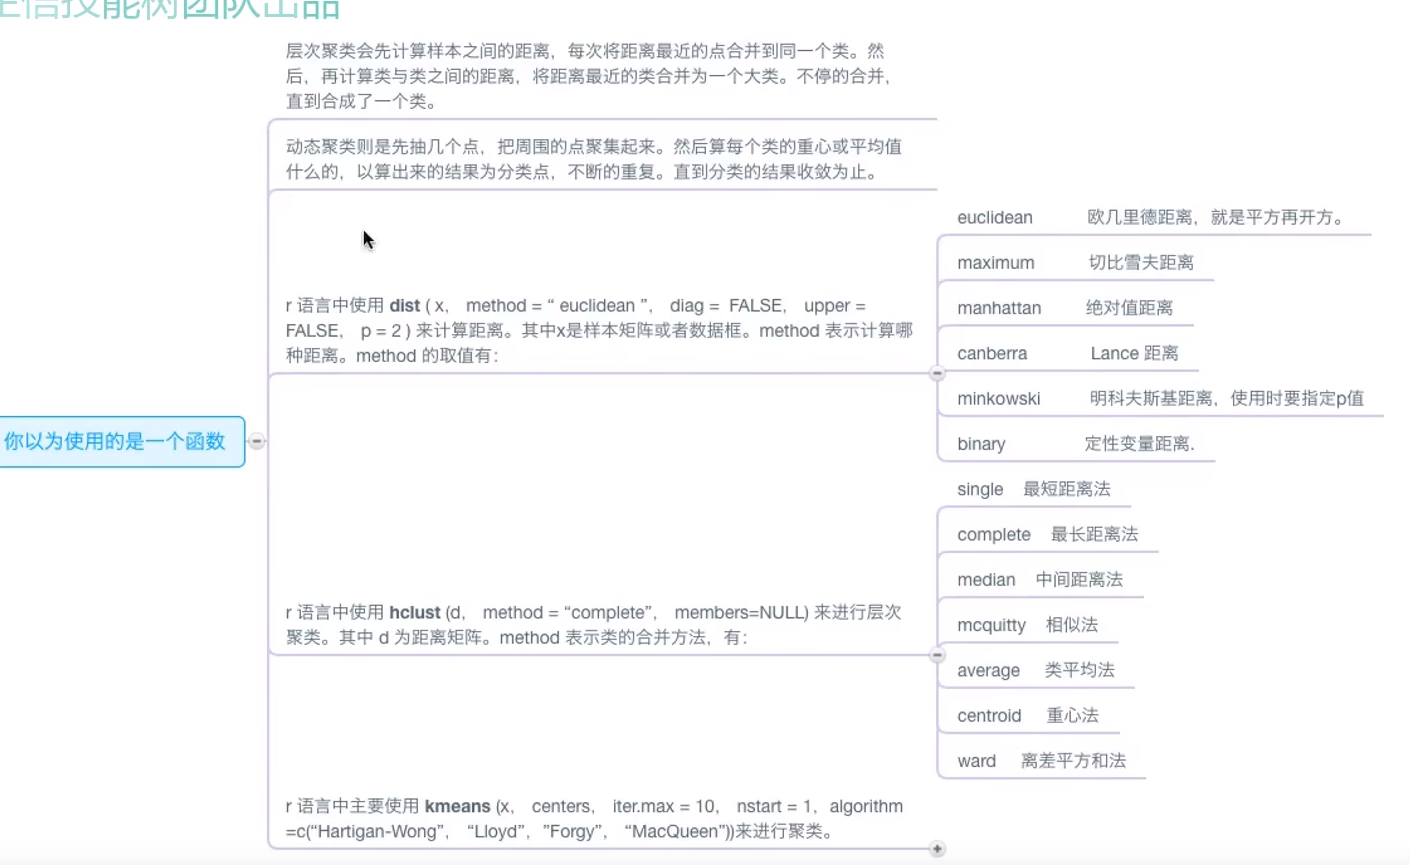 生信技能树团队出品
层次聚类会先计算样本之间的距离，每次将距离最近的点合并到同一个类。然
后，再计算类与类之间的距离，将距离最近的类合并为一个大类。不停的合并，
直到合成了一个类。
动态聚类则是先抽几个点，把周围的点聚集起来。然后算每个类的重心或平均值
什么的，以算出来的结果为分类点，不断的重复。直到分类的结果收敛为止。
r 语言中使用 dist ( x, method = “ euclidean ”, diag = FALSE, upper =
FALSE, p = 2 ) 来计算距离。其中x是样本矩阵或者数据框。method 表示计算哪
种距离。method 的取值有：
euclidean 欧几里德距离，就是平方再开方。
maximum 切比雪夫距离
manhattan 绝对值距离
canberra Lance 距离
minkowski 明科夫斯基距离，使用时要指定p值
binary 定性变量距离.
你以为使用的是一个函数
r 语言中使用 hclust (d, method = “complete”, members=NULL) 来进行层次
聚类。其中 d 为距离矩阵。method 表示类的合并方法，有：
single 最短距离法
complete 最长距离法
median 中间距离法
mcquitty 相似法
average 类平均法
centroid 重心法
ward 离差平方和法
r 语言中主要使用 kmeans (x, centers, iter.max = 10, nstart = 1, algorithm
=c(“Hartigan-Wong”, “Lloyd”, ”Forgy”, “MacQueen”))来进行聚类。